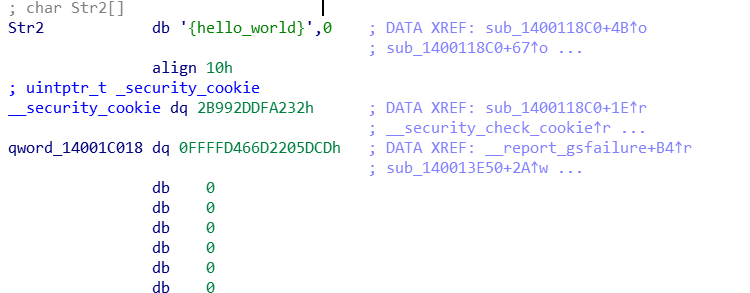 ; char Str2[]
Str2 db '{hello_world}',0 ; DATA XREF: sub_1400118C0+4B↑o
; sub_1400118C0+67↑o ...
align 10h
; uintptr_t _security_cookie
__security_cookie dq 2B992DDFA232h ; DATA XREF: sub_1400118C0+1E↑r
; __security_check_cookie↑r ...
qword_14001C018 dq 0FFFFD466D2205DCDh ; DATA XREF: __report_gsfailure+B4↑r
; sub_140013E50+2A↑w ...
db 0
db 0
db 0
db 0
db 0
db 0